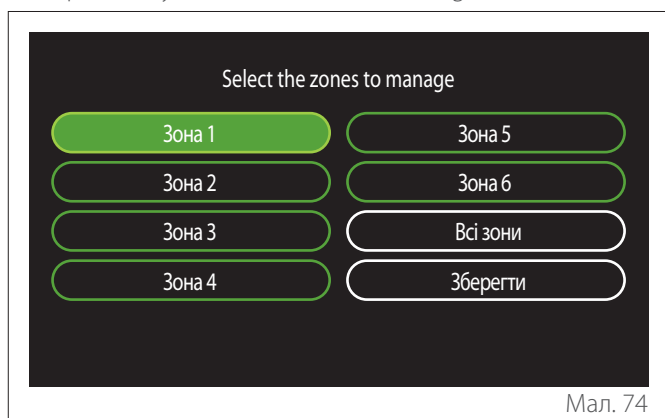 Select the zones to manage
Зона 1
Зона 2
Зона 3
Зона 4
Зона 5
Зона 6
Всі зони
Зберегти
Мал. 74